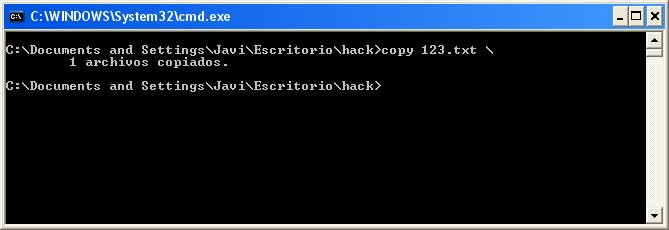 C:\WINDOWS\System32\cmd.exe
C:\Documents and Settings\Javi\Escritorio\hack>copy 123.txt \
1 archivos copiados.
C:\Documents and Settings\Javi\Escritorio\hack>